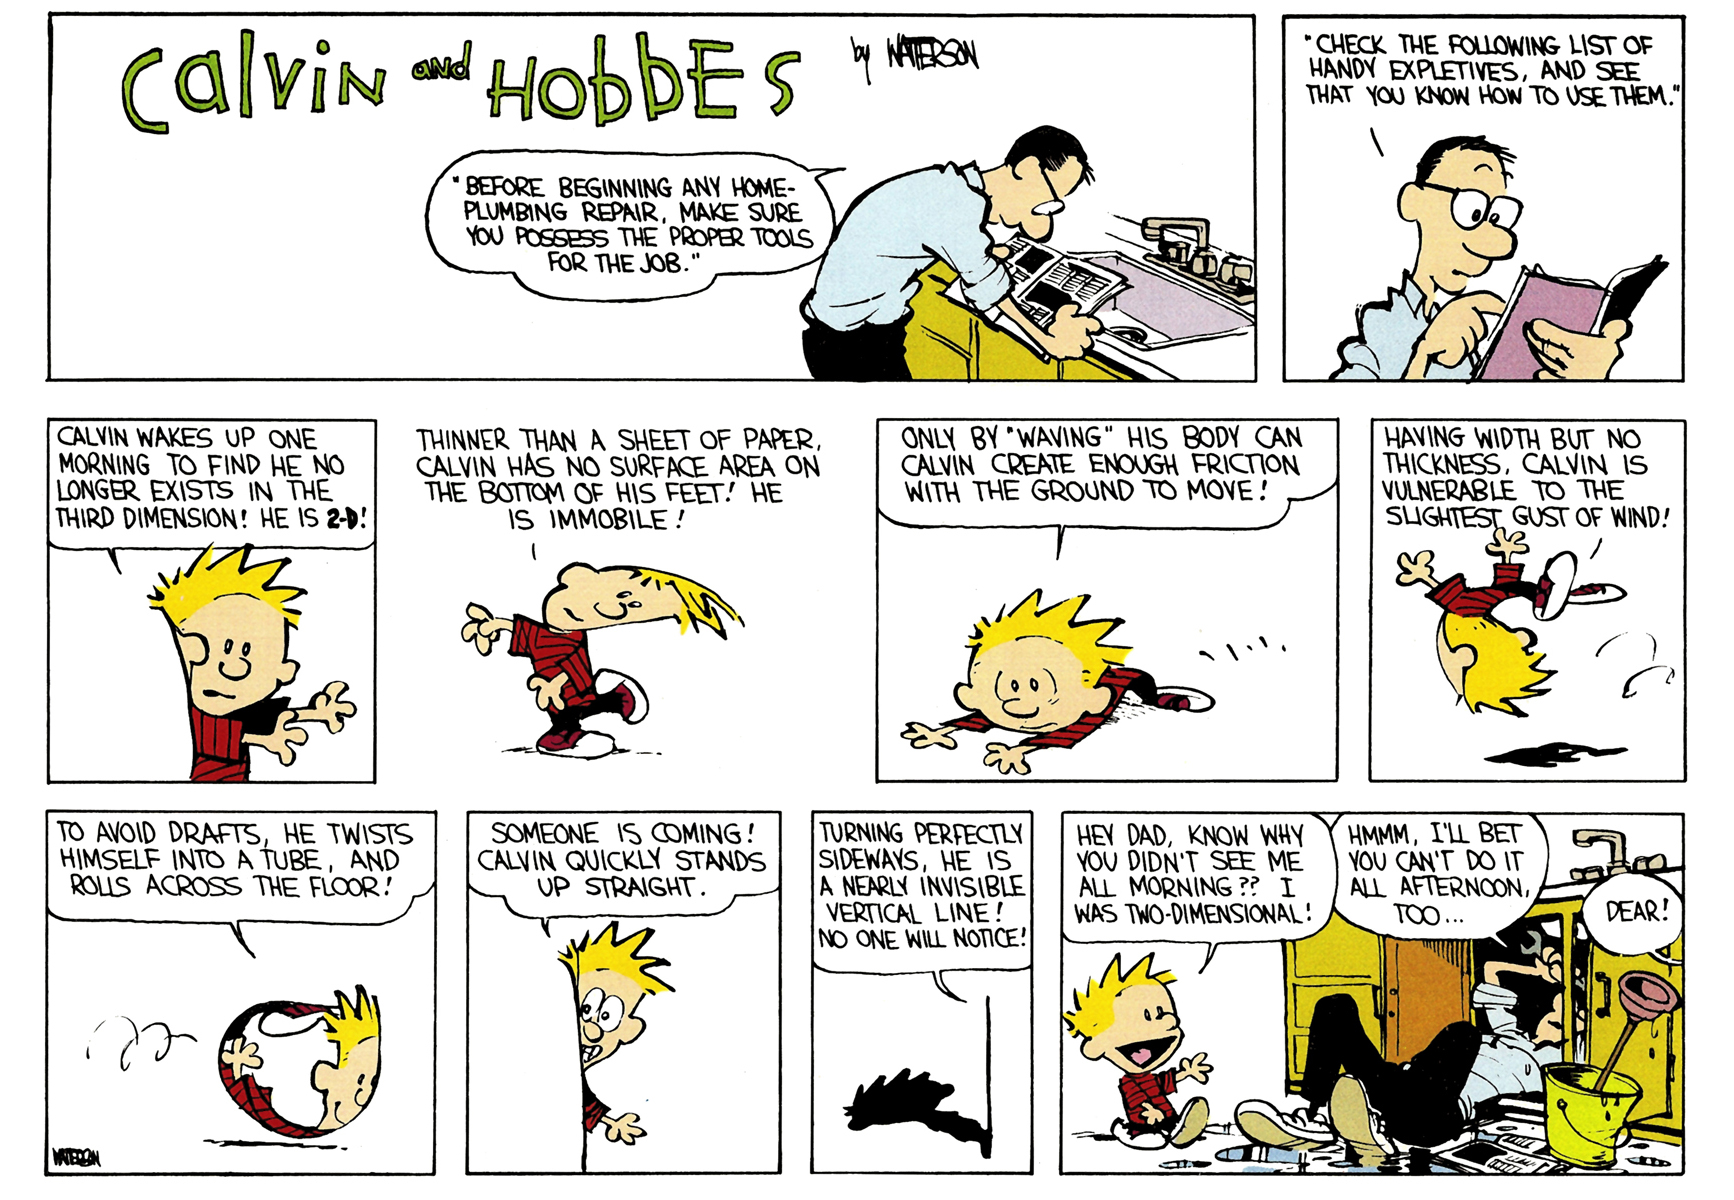 CALVIN AND HOBBES
by WATTERSON
"BEFORE BEGINNING ANY HOME-
PLUMBING REPAIR, MAKE SURE
YOU POSSESS THE PROPER TOOLS
FOR THE JOB."
"CHECK THE FOLLOWING LIST OF
HANDY EXPLETIVES, AND SEE
THAT YOU KNOW HOW TO USE THEM."
CALVIN WAKES UP ONE
MORNING TO FIND HE NO
LONGER EXISTS IN THE
THIRD DIMENSION! HE IS 2-D!
THINNER THAN A SHEET OF PAPER,
CALVIN HAS NO SURFACE AREA ON
THE BOTTOM OF HIS FEET! HE
IS IMMOBILE!
ONLY BY "WAVING" HIS BODY CAN
CALVIN CREATE ENOUGH FRICTION
WITH THE GROUND TO MOVE!
HAVING WIDTH BUT NO
THICKNESS, CALVIN IS
VULNERABLE TO THE
SLIGHTEST GUST OF WIND!
TO AVOID DRAFTS, HE TWISTS
HIMSELF INTO A TUBE, AND
ROLLS ACROSS THE FLOOR!
WATTERSON
SOMEONE IS COMING!
CALVIN QUICKLY STANDS
UP STRAIGHT.
TURNING PERFECTLY
SIDEWAYS, HE IS
A NEARLY INVISIBLE
VERTICAL LINE!
NO ONE WILL NOTICE!
HEY DAD, KNOW WHY
YOU DIDN'T SEE ME
ALL MORNING?? I
WAS TWO-DIMENSIONAL!
HMMM, I'LL BET
YOU CAN'T DO IT
ALL AFTERNOON,
TOO...
DEAR!